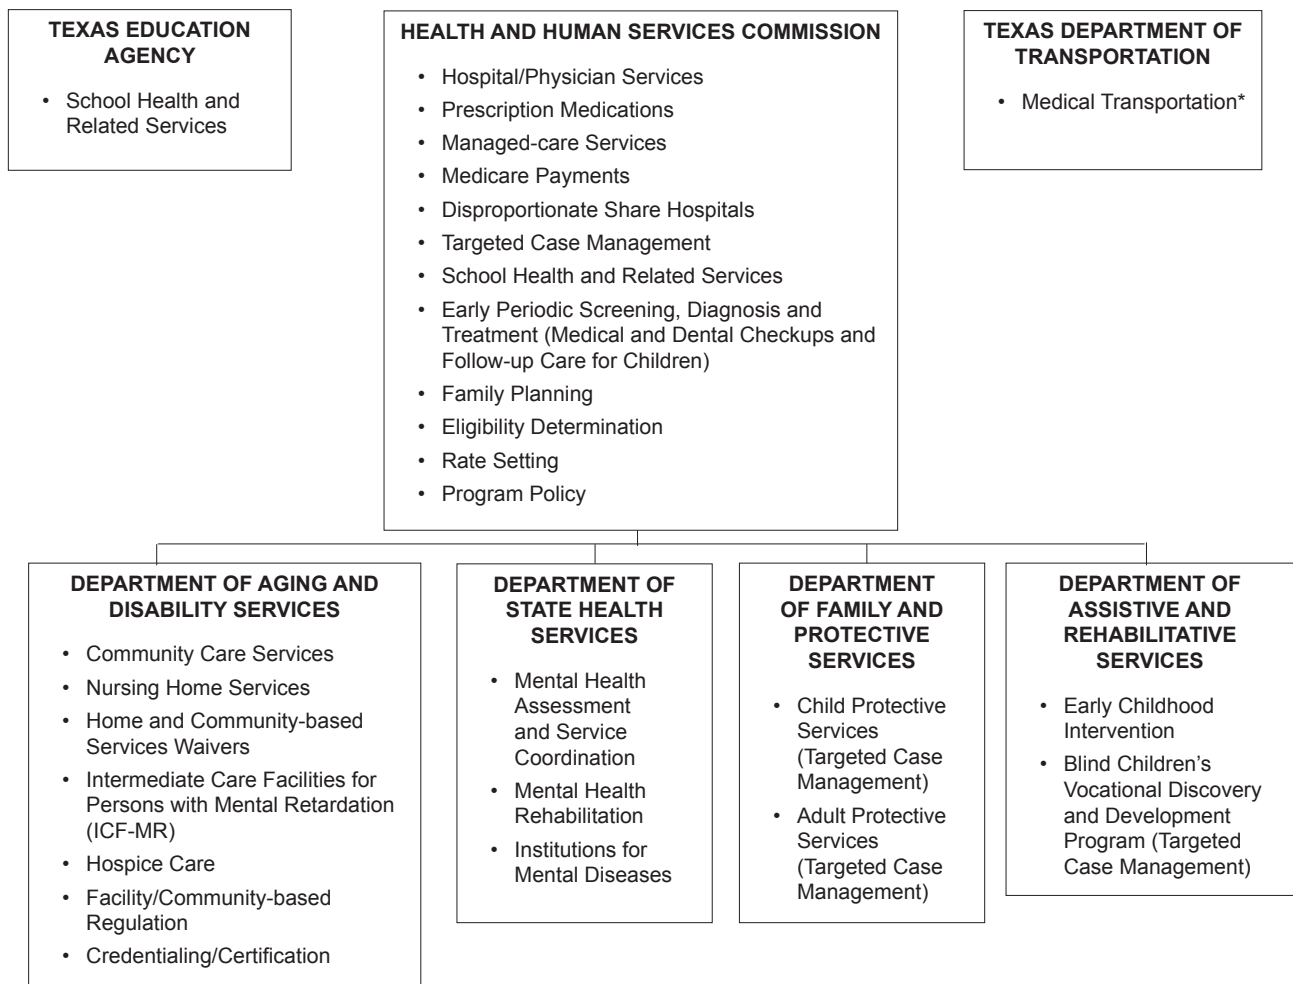 TEXAS EDUCATION
AGENCY
• School Health and
Related Services
HEALTH AND HUMAN SERVICES COMMISSION
• Hospital/Physician Services
• Prescription Medications
• Managed-care Services
• Medicare Payments
• Disproportionate Share Hospitals
• Targeted Case Management
• School Health and Related Services
• Early Periodic Screening, Diagnosis and
Treatment (Medical and Dental Checkups and
Follow-up Care for Children)
• Family Planning
• Eligibility Determination
• Rate Setting
• Program Policy
TEXAS DEPARTMENT OF
TRANSPORTATION
• Medical Transportation*
DEPARTMENT OF AGING AND
DISABILITY SERVICES
• Community Care Services
• Nursing Home Services
• Home and Community-based
Services Waivers
• Intermediate Care Facilities for
Persons with Mental Retardation
(ICF-MR)
• Hospice Care
• Facility/Community-based
Regulation
• Credentialing/Certification
DEPARTMENT OF
STATE HEALTH
SERVICES
• Mental Health
Assessment
and Service
Coordination
• Mental Health
Rehabilitation
• Institutions for
Mental Diseases
DEPARTMENT
OF FAMILY AND
PROTECTIVE
SERVICES
• Child Protective
Services
(Targeted Case
Management)
• Adult Protective
Services
(Targeted Case
Management)
DEPARTMENT OF
ASSISTIVE AND
REHABILITATIVE
SERVICES
• Early Childhood
Intervention
• Blind Children’s
Vocational Discovery
and Development
Program (Targeted
Case Management)